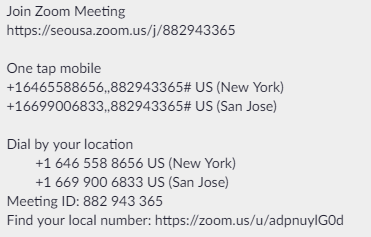 Join Zoom Meeting
https://seousa.zoom.us/j/882943365
One tap mobile
+16465588656,,882943365# US (New York)
+16699006833,,882943365# US (San Jose)
Dial by your location
+1 646 558 8656 US (New York)
+1 669 900 6833 US (San Jose)
Meeting ID: 882 943 365
Find your local number: https://zoom.us/u/adpnuylG0d